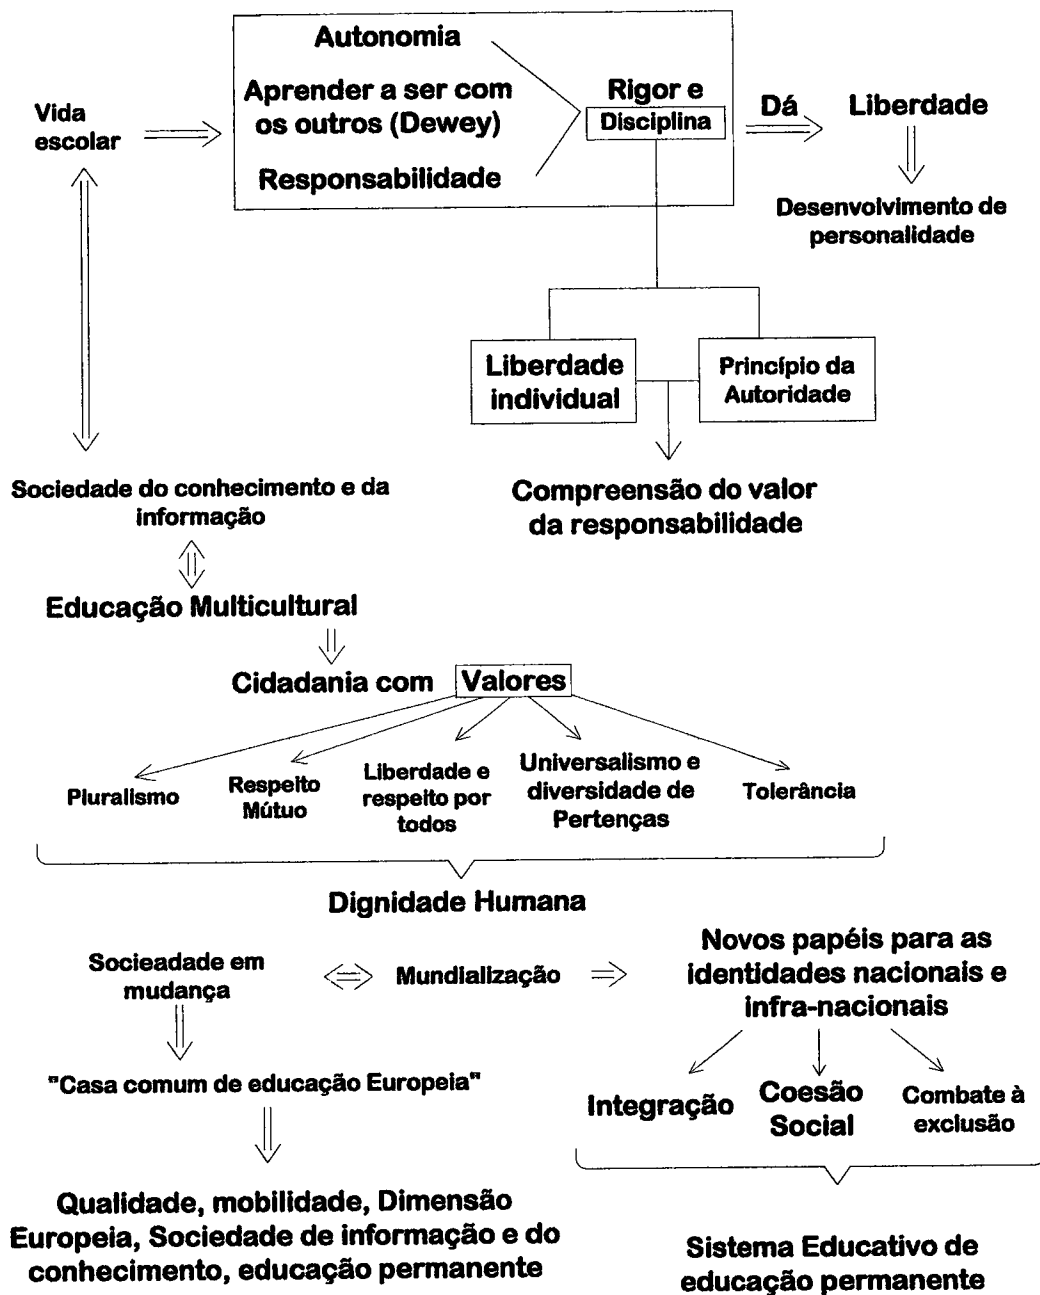 Autonomia
Aprender a ser com
os outros (Dewey)
Responsabilidade
Rigor e
Disciplina
Dá
Liberdade
Desenvolvimento de
personalidade
Vida
escolar
Liberdade
individual
Princípio da
Autoridade
Compreensão do valor
da responsabilidade
Sociedade do conhecimento e da
informação
Educação Multicultural
Cidadania com Valores
Pluralismo
Respeito
Mútuo
Liberdade e
respeito por
todos
Universalismo e
diversidade de
Pertenças
Tolerância
Dignidade Humana
Socieadade em
mudança
Mundialização
Novos papéis para as
identidades nacionais e
infra-nacionais
"Casa comum de educação Europeia"
Integração
Coesão
Social
Combate à
exclusão
Qualidade, mobilidade, Dimensão
Europeia, Sociedade de informação e do
conhecimento, educação permanente
Sistema Educativo de
educação permanente